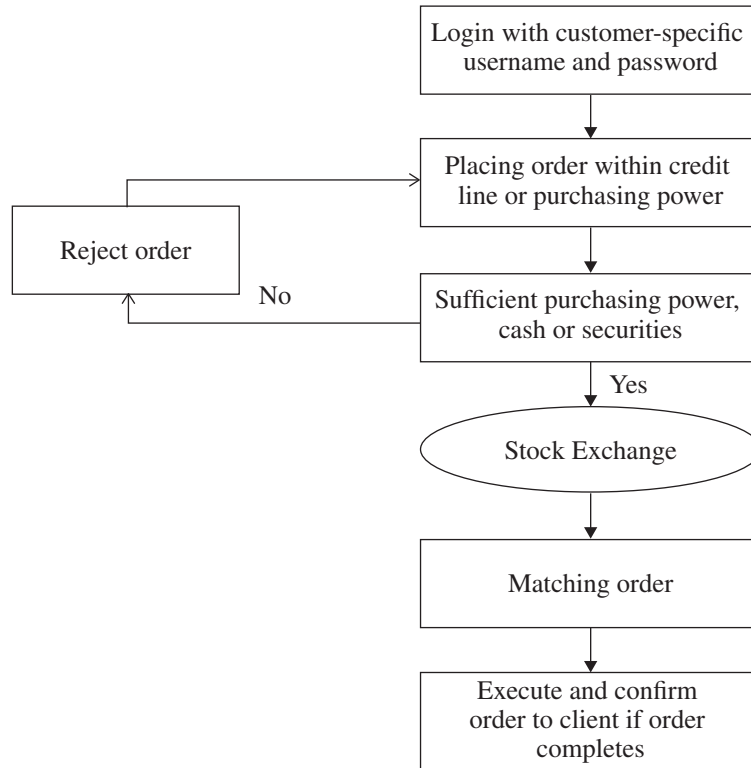 Login with customer-specific
username and password
Placing order within credit
line or purchasing power
Reject order
No
Sufficient purchasing power,
cash or securities
Yes
Stock Exchange
Matching order
Execute and confirm
order to client if order
completes